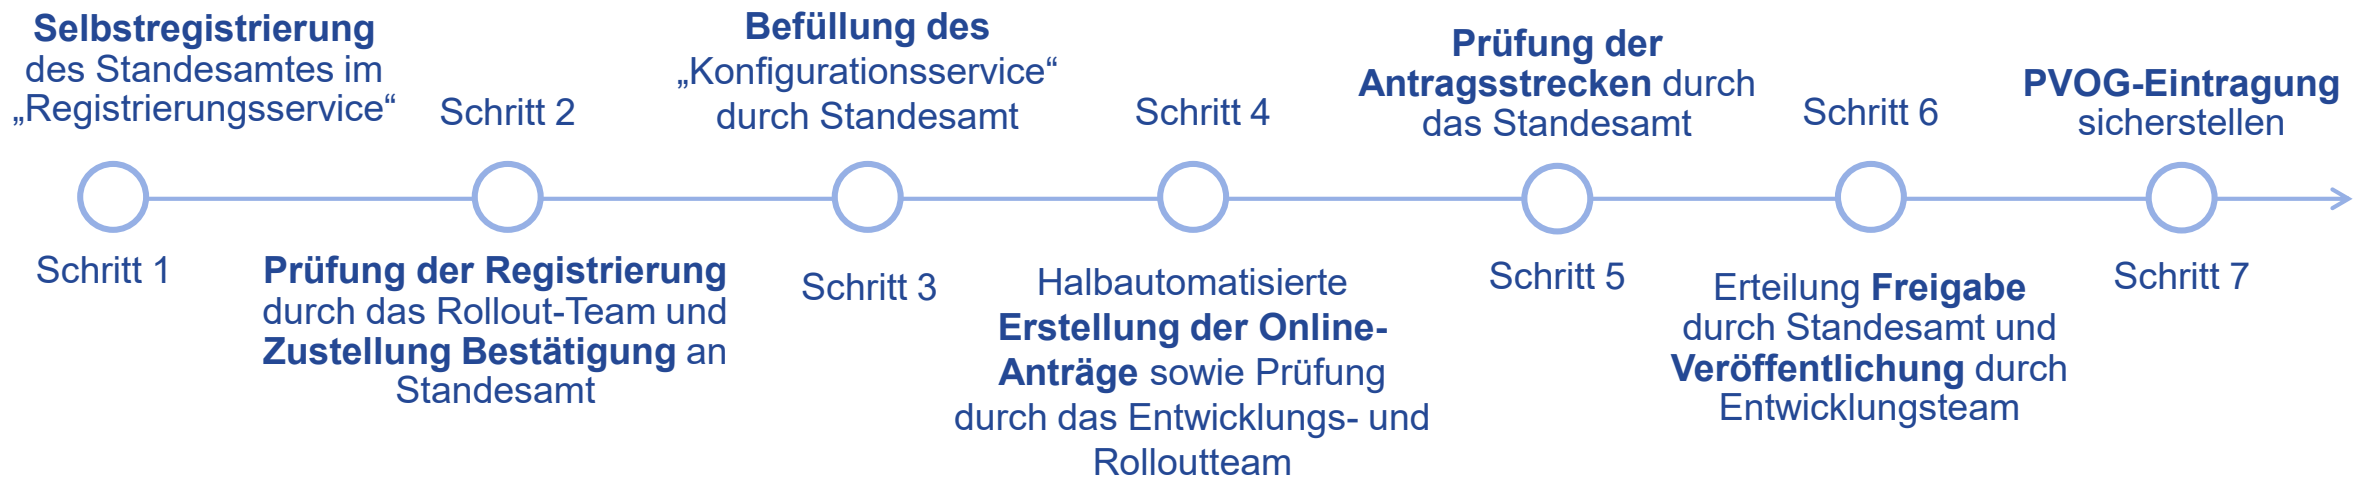 Selbstregistrierung
des Standesamtes im
„Registrierungsservice“
Schritt 1
Schritt 2
Prüfung der Registrierung
durch das Rollout-Team und
Zustellung Bestätigung an
Standesamt
Befüllung des
„Konfigurationsservice“
durch Standesamt
Schritt 3
Schritt 4
Halbautomatisierte
Erstellung der Online-
Anträge sowie Prüfung
durch das Entwicklungs- und
Rolloutteam
Prüfung der
Antragsstrecken durch
das Standesamt
Schritt 5
Schritt 6
Erteilung Freigabe
durch Standesamt und
Veröffentlichung durch
Entwicklungsteam
PVOG-Eintragung
sicherstellen
Schritt 7